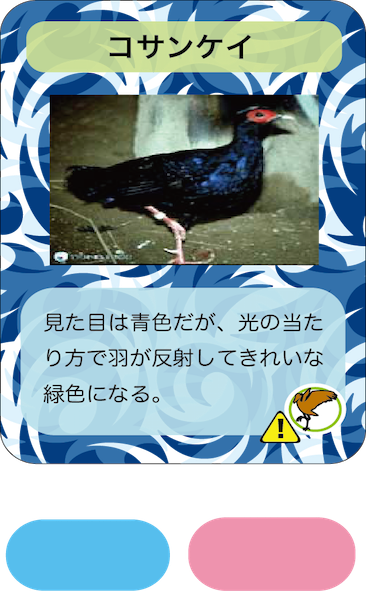 コサンケイ
見た目は青色だが、光の当た
り方で羽が反射してきれいな
緑色になる。
!